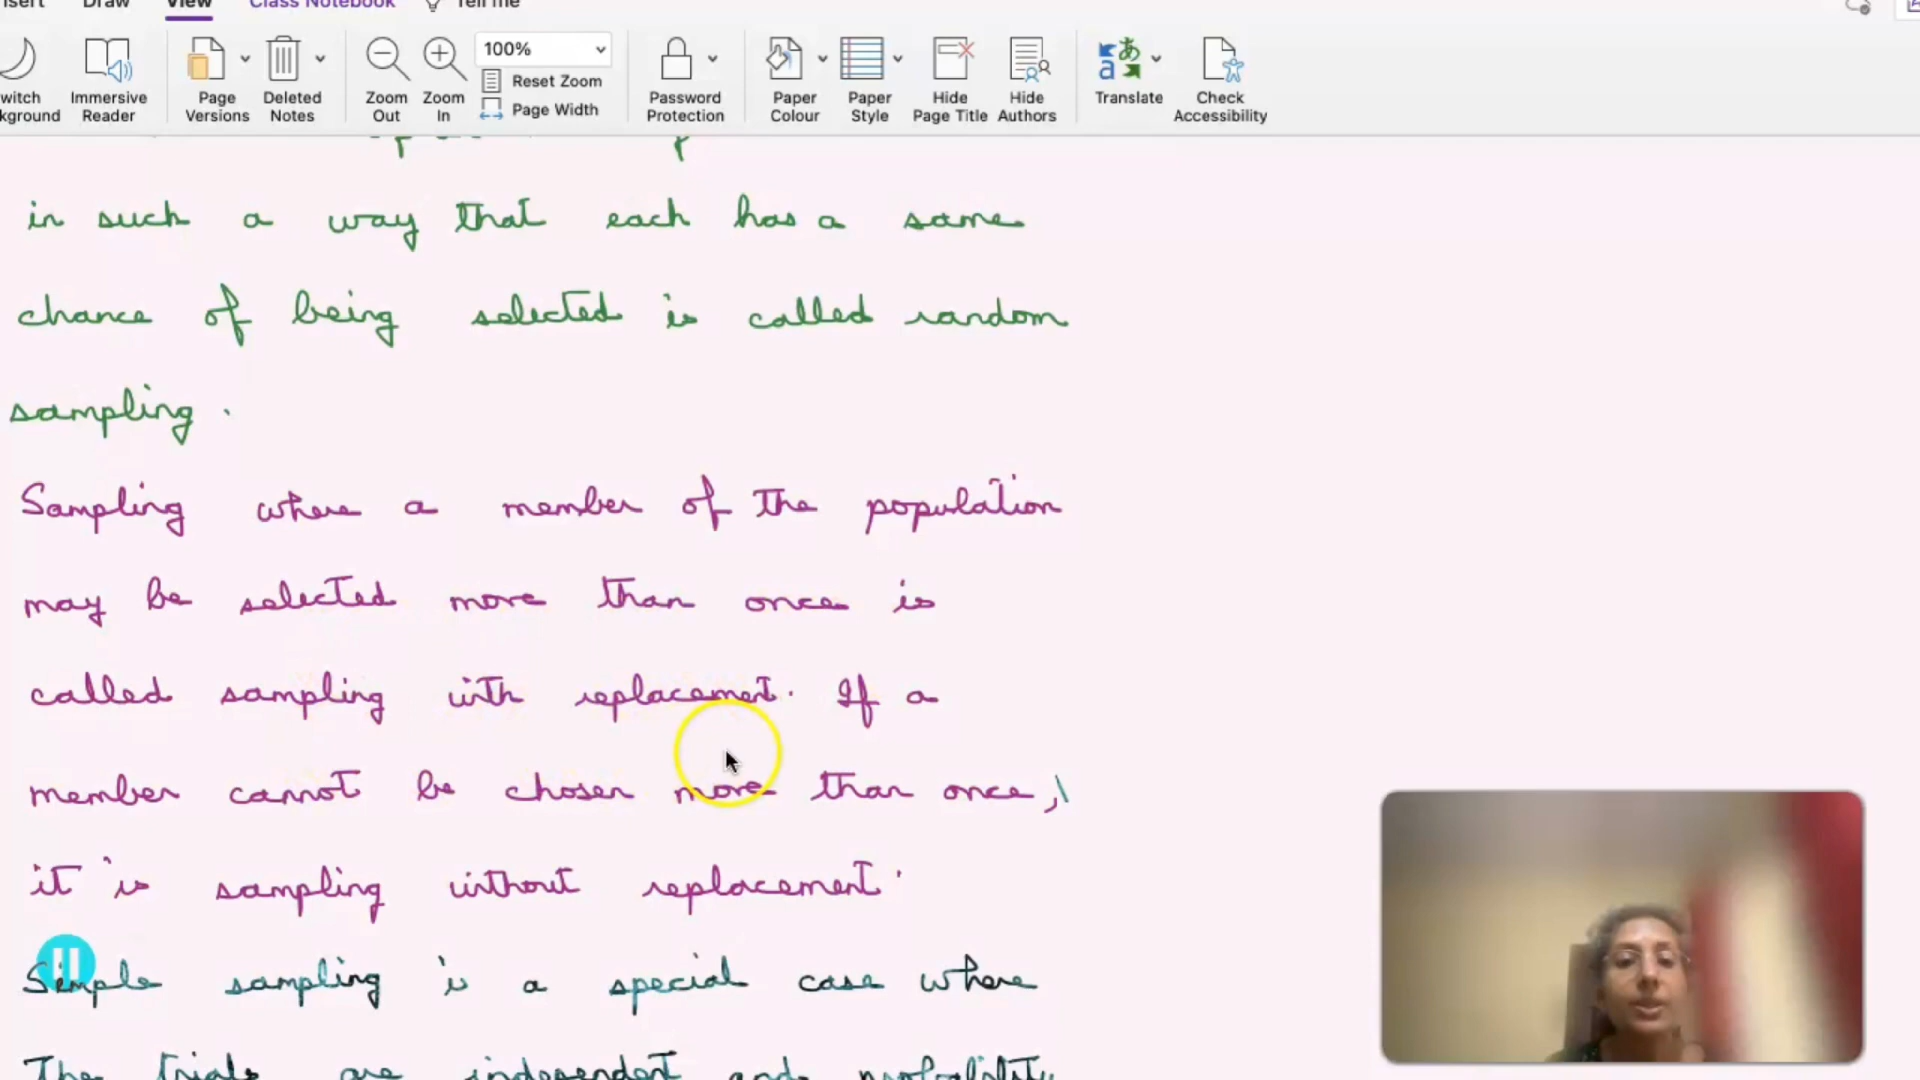 Draw View Class Notebook Tell me
Immersive Reader
Page Versions
Deleted Notes
Zoom Out
Zoom In
100%
Reset Zoom
Page Width
Password Protection
Paper Colour
Paper Style
Hide Page Title
Hide Authors
Translate
Check Accessibility
in such a way that each has a same
chance of being selected is called random
sampling.
Sampling where a member of the population
may be selected more than once is
called sampling with replacement. If a
member cannot be chosen more than once,
it is sampling without replacement.
Simple sampling is a special case where
The trials are independent and probability